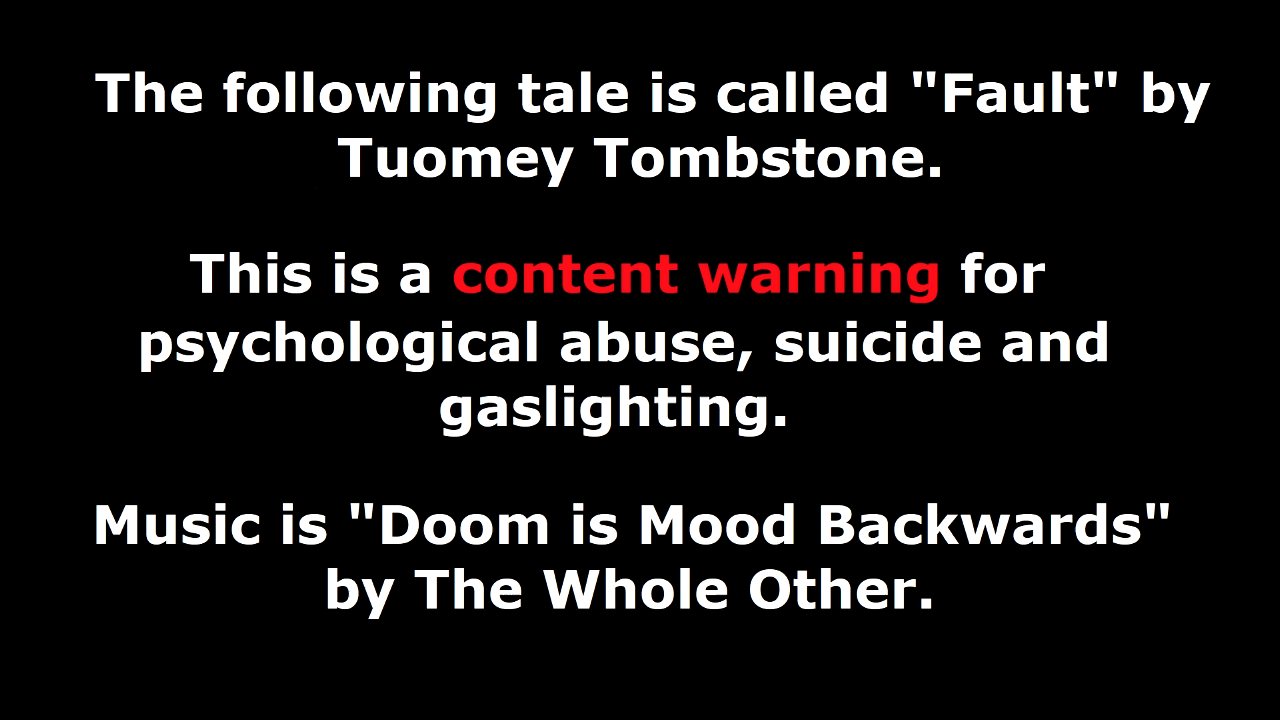 The following tale is called "Fault" by
Tuomey Tombstone.
This is a content warning for
psychological abuse, suicide and
gaslighting.
Music is "Doom is Mood Backwards"
by The Whole Other.